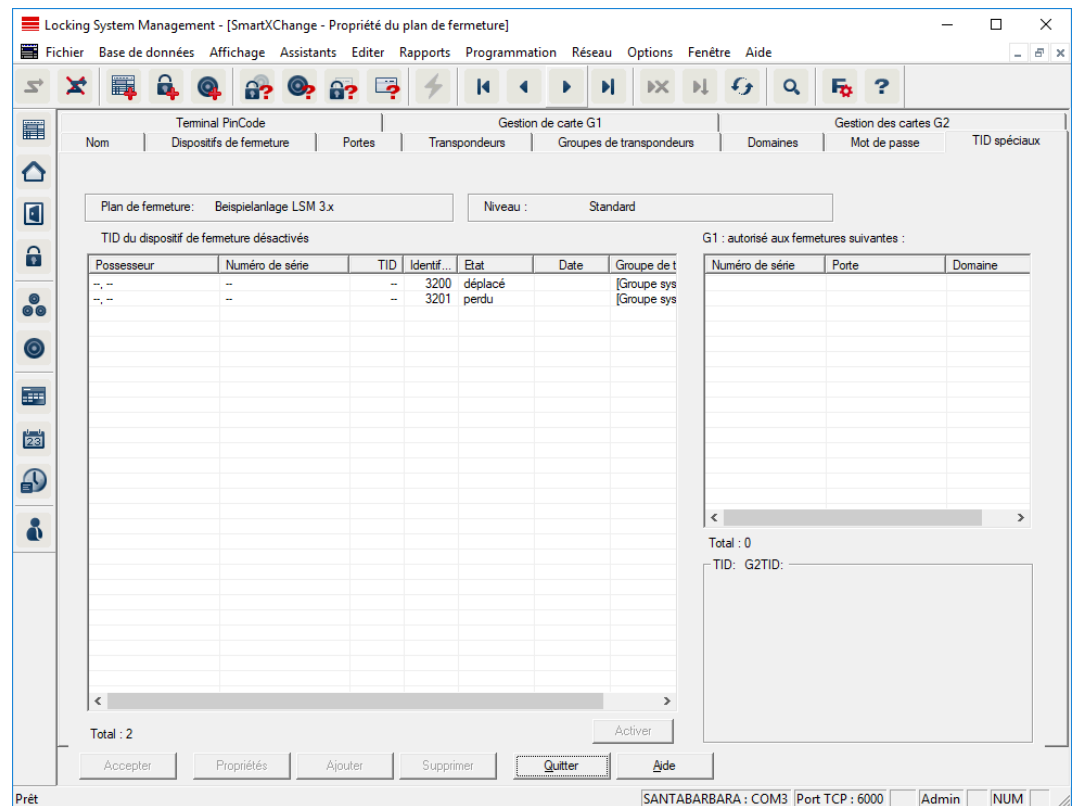 Locking System Management - [SmartXChange - Propriété du plan de fermeture]
Fichier Base de données Affichage Assistants Editer Rapports Programmation Réseau Options Fenêtre Aide
Terminal PinCode Gestion de carte G1 Gestion des cartes G2
Nom Dispositifs de fermeture Portes Transpondeurs Groupes de transpondeurs Domaines Mot de passe TID spéciaux
Plan de fermeture: Beispielanlage LSM 3.x Niveau : Standard
TID du dispositif de fermeture désactivés G1 : autorisé aux fermetures suivantes :
Possesseur Numéro de série TID Identif... Etat Date Groupe de t Numéro de série Porte Domaine
--, -- -- -- 3200 déplacé [Groupe sys
--, -- -- -- 3201 perdu [Groupe sys
23
Total : 0
TID: G2TID:
Total : 2 Activer
Accepter Propriétés Ajouter Supprimer Quitter Aide
Prêt SANTABARBARA : COM3 Port TCP : 6000 Admin NUM